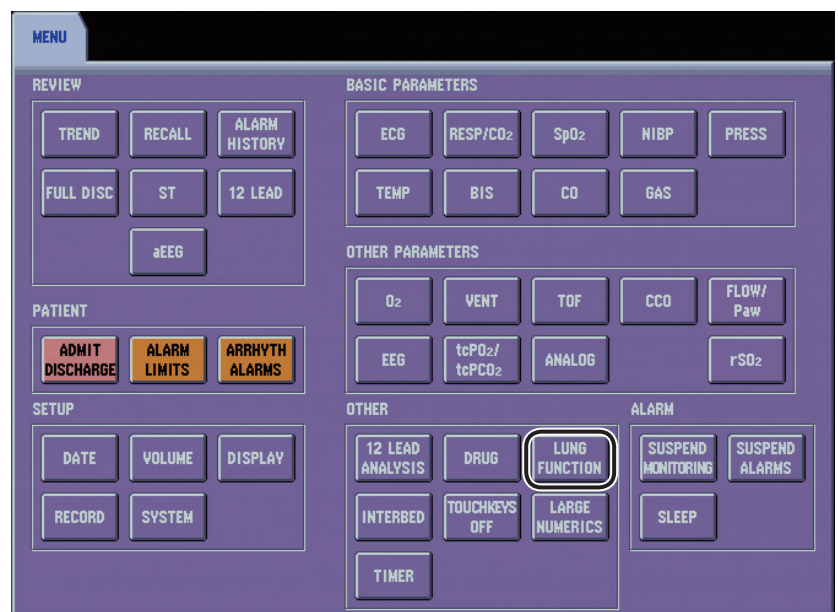 MENU
REVIEW
TREND RECALL ALARM HISTORY
FULL DISC ST 12 LEAD
aEEG
PATIENT
ADMIT DISCHARGE ALARM LIMITS ARRHYTH ALARMS
SETUP
DATE VOLUME DISPLAY
RECORD SYSTEM
BASIC PARAMETERS
ECG RESP/CO₂ SpO₂ NIBP PRESS
TEMP BIS CO GAS
OTHER PARAMETERS
O₂ VENT TOF CCO FLOW/ Paw
EEG tcPO₂/ tcPCO₂ ANALOG rSO₂
OTHER
12 LEAD ANALYSIS DRUG LUNG FUNCTION
INTERBED TOUCHKEYS OFF LARGE NUMERICS
TIMER
ALARM
SUSPEND MONITORING SUSPEND ALARMS
SLEEP